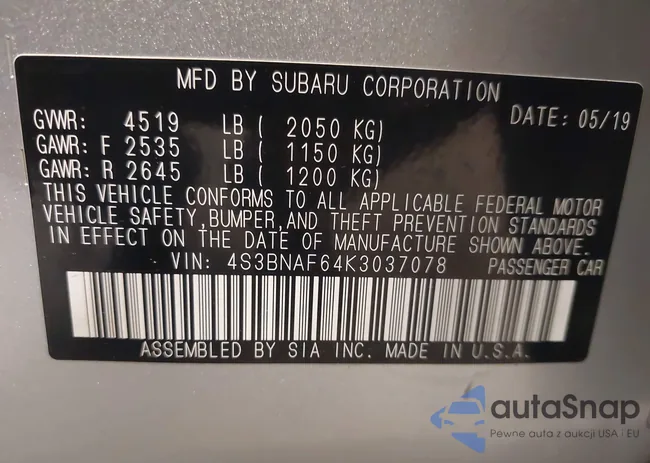 MFD BY SUBARU CORPORATION
DATE: 05/19
GVWR: 4519 LB ( 2050 KG)
GAWR: F 2535 LB ( 1150 KG)
GAWR: R 2645 LB ( 1200 KG)
THIS VEHICLE CONFORMS TO ALL APPLICABLE FEDERAL MOTOR
VEHICLE SAFETY,BUMPER,AND THEFT PREVENTION STANDARDS
IN EFFECT ON THE DATE OF MANUFACTURE SHOWN ABOVE.
VIN: 4S3BNAF64K3037078 PASSENGER CAR
ASSEMBLED BY SIA INC. MADE IN U.S.A.
autaSnap
Pewne auta z aukcji USA i EU